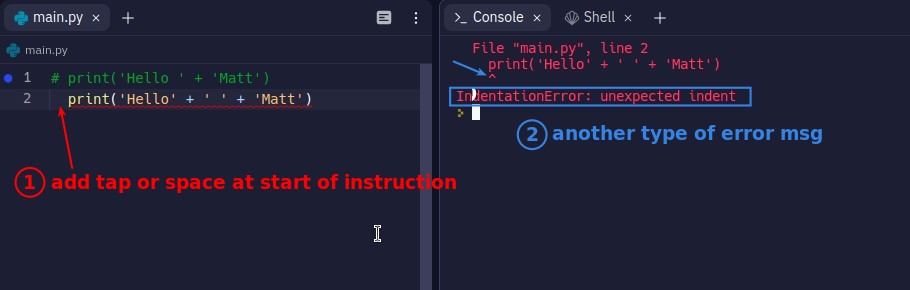 main.py × +
main.py
1 # print('Hello ' + 'Matt')
2 print('Hello' + ' ' + 'Matt')
1 add tap or space at start of instruction
>_ Console × Shell × +
File "main.py", line 2
print('Hello' + ' ' + 'Matt')
^
IndentationError: unexpected indent
2 another type of error msg